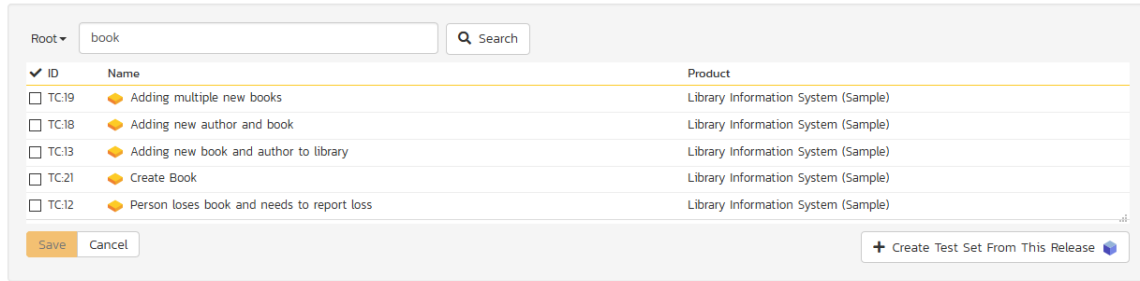 Root book Search
ID Name Product
TC:19 Adding multiple new books Library Information System (Sample)
TC:18 Adding new author and book Library Information System (Sample)
TC:13 Adding new book and author to library Library Information System (Sample)
TC:21 Create Book Library Information System (Sample)
TC:12 Person loses book and needs to report loss Library Information System (Sample)
Save Cancel + Create Test Set From This Release